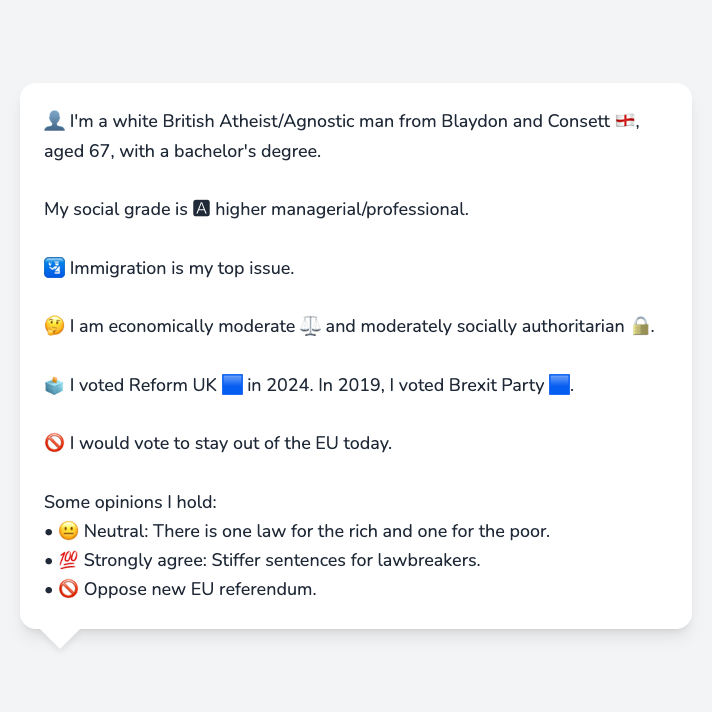 👤 I'm a white British Atheist/Agnostic man from Blaydon and Consett 🏴󠁧󠁢󠁥󠁮󠁧󠁿,
aged 67, with a bachelor's degree.
My social grade is 🅰 higher managerial/professional.
🛂 Immigration is my top issue.
🤔 I am economically moderate ⚖️ and moderately socially authoritarian 🔒.
🗳️ I voted Reform UK 🟦 in 2024. In 2019, I voted Brexit Party 🟦.
🚫 I would vote to stay out of the EU today.
Some opinions I hold:
• 😐 Neutral: There is one law for the rich and one for the poor.
• 💯 Strongly agree: Stiffer sentences for lawbreakers.
• 🚫 Oppose new EU referendum.